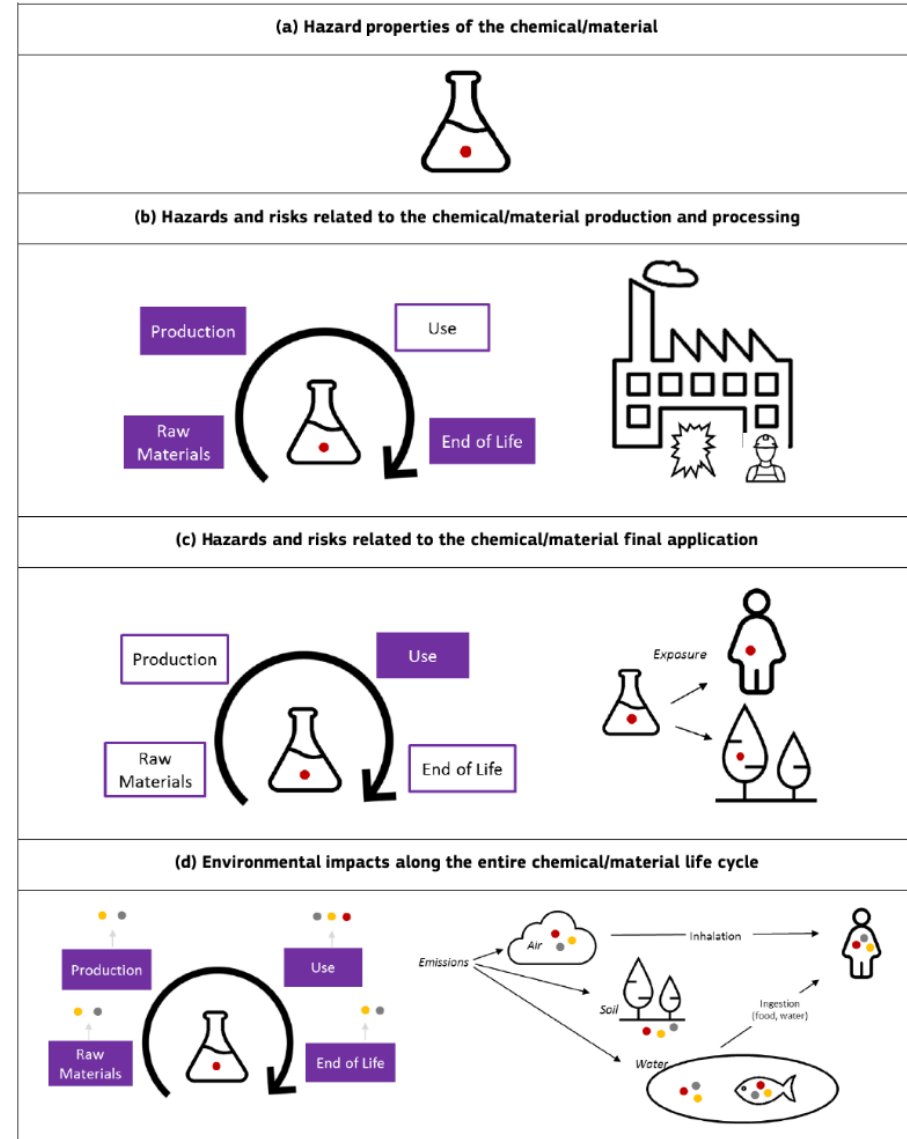 (a) Hazard properties of the chemical/material
(b) Hazards and risks related to the chemical/material production and processing
Production
Use
Raw
Materials
End of Life
(c) Hazards and risks related to the chemical/material final application
Production
Use
Raw
Materials
End of Life
Exposure
(d) Environmental impacts along the entire chemical/material life cycle
Production
Use
Raw
Materials
End of Life
Emissions
Air
Inhalation
Soil
Ingestion
(food, water)
Water